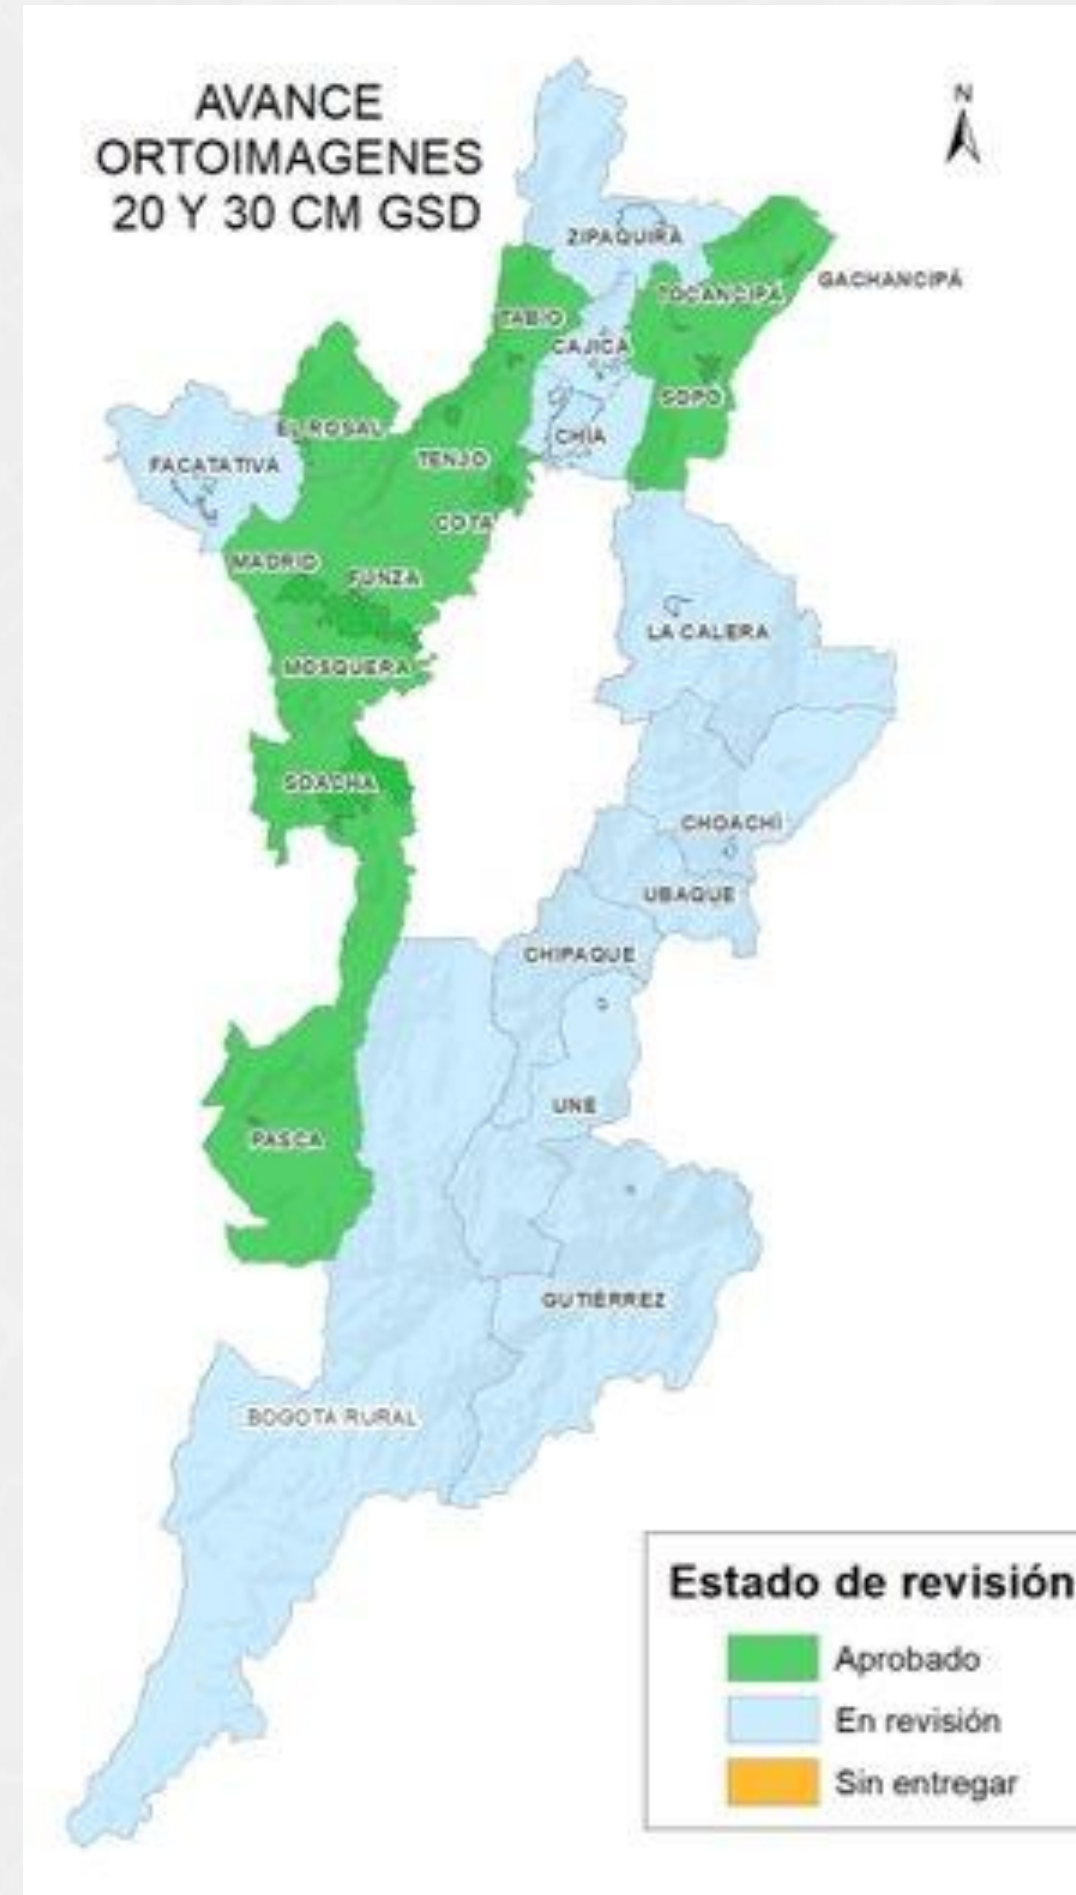 AVANCE
ORTOIMAGENES
20 Y 30 CM GSD
N
ZIPAQUIRÁ
GACHANCIPÁ
TOCANCIPÁ
TABIO
CAJICÁ
SOPÓ
EL ROSAL
CHÍA
TENJO
FACATATIVA
COTA
MADRID
FUNZA
LA CALERA
MOSQUERA
SOACHA
CHOACHÍ
UBAQUE
CHIPAQUE
UNE
PASCA
GUTIÉRREZ
BOGOTA RURAL
Estado de revisión
Aprobado
En revisión
Sin entregar